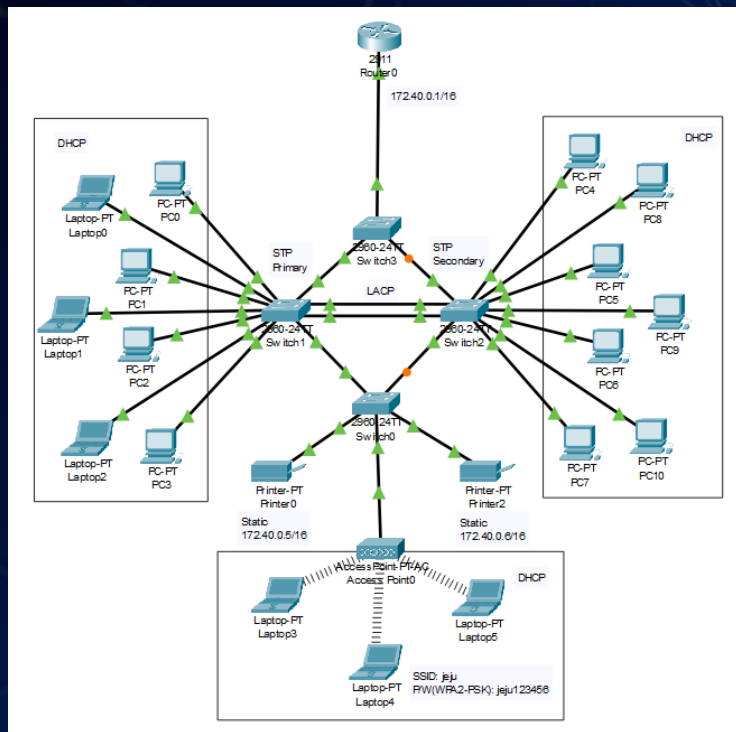 2911
Router0
172.40.0.1/16
DHCP
DHCP
PC-PT
PC0
PC-PT
PC4
PC-PT
PC8
Laptop-PT
Laptop0
2960-24TT
Switch3
STP
Primary
STP
Secondary
PC-PT
PC1
LACP
PC-PT
PC5
Laptop-PT
Laptop1
2960-24TT
Switch1
2960-24TT
Switch2
PC-PT
PC9
PC-PT
PC2
PC-PT
PC6
2960-24TT
Switch0
Laptop-PT
Laptop2
PC-PT
PC3
PC-PT
PC7
PC-PT
PC10
Printer-PT
Printer0
Printer-PT
Printer2
Static
172.40.0.5/16
Static
172.40.0.6/16
AccessPoint-PT-AC
Access Point0
DHCP
Laptop-PT
Laptop3
Laptop-PT
Laptop5
Laptop-PT
Laptop4
SSID: jeju
P/W(WPA2-PSK): jeju123456